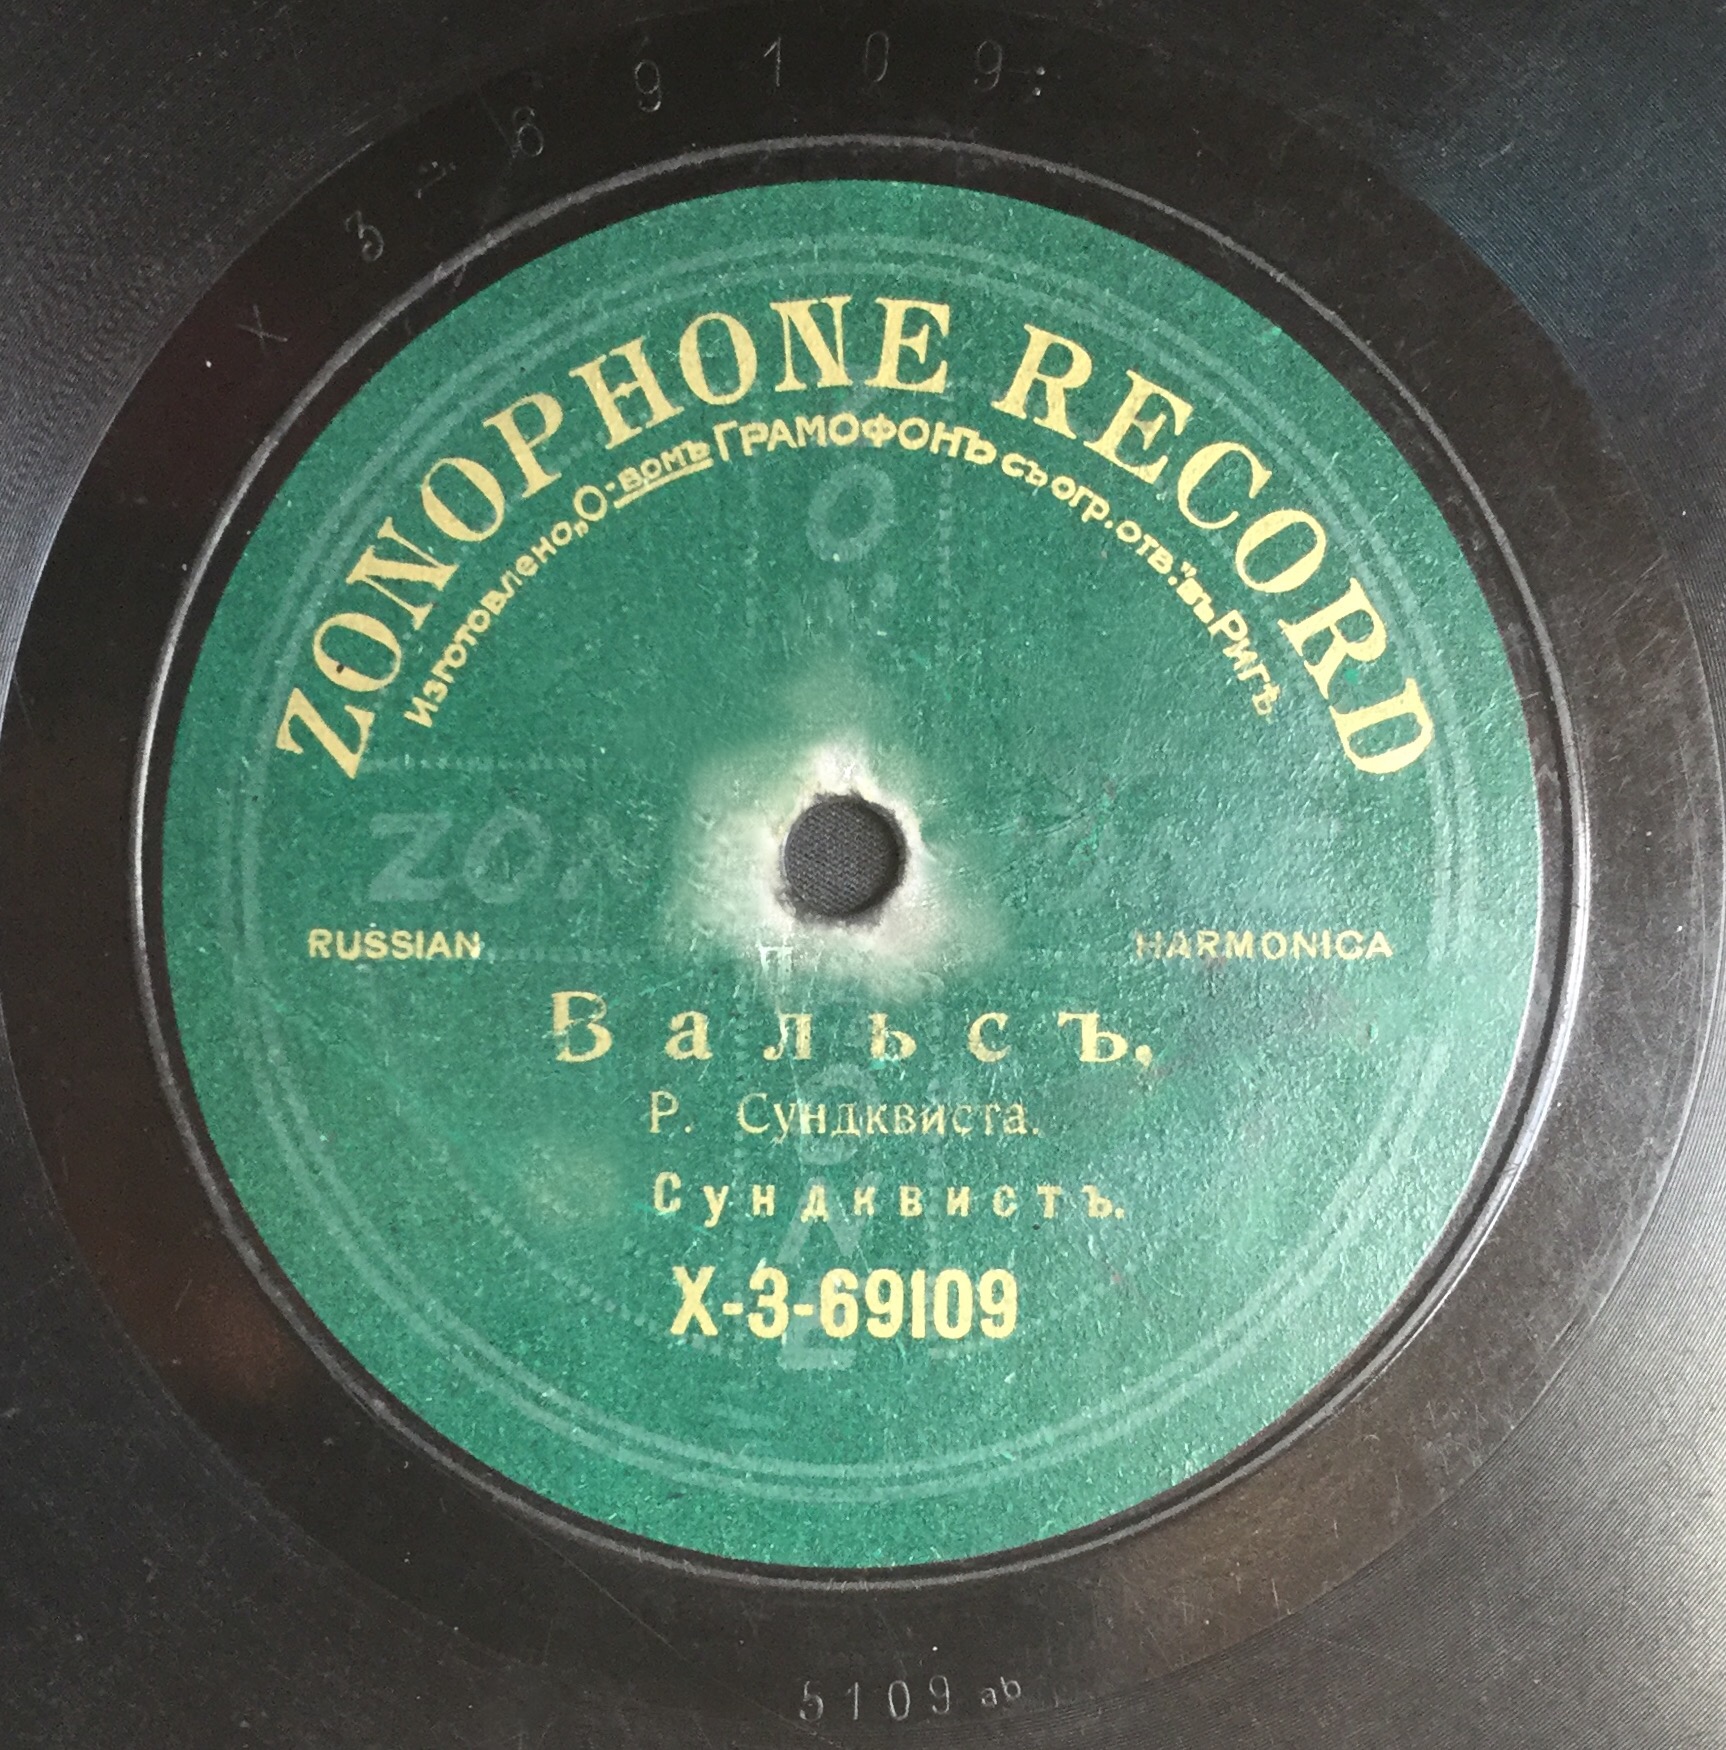 X 3-69109:
ZONOPHONE RECORD
Изготовлено „О-вомъ Грамофонъ съ огр. отв.“ въ Ригѣ.
RUSSIAN HARMONICA
Вальсъ,
Р. Сундквиста.
Сундквистъ.
X-3-69109
5109 ab